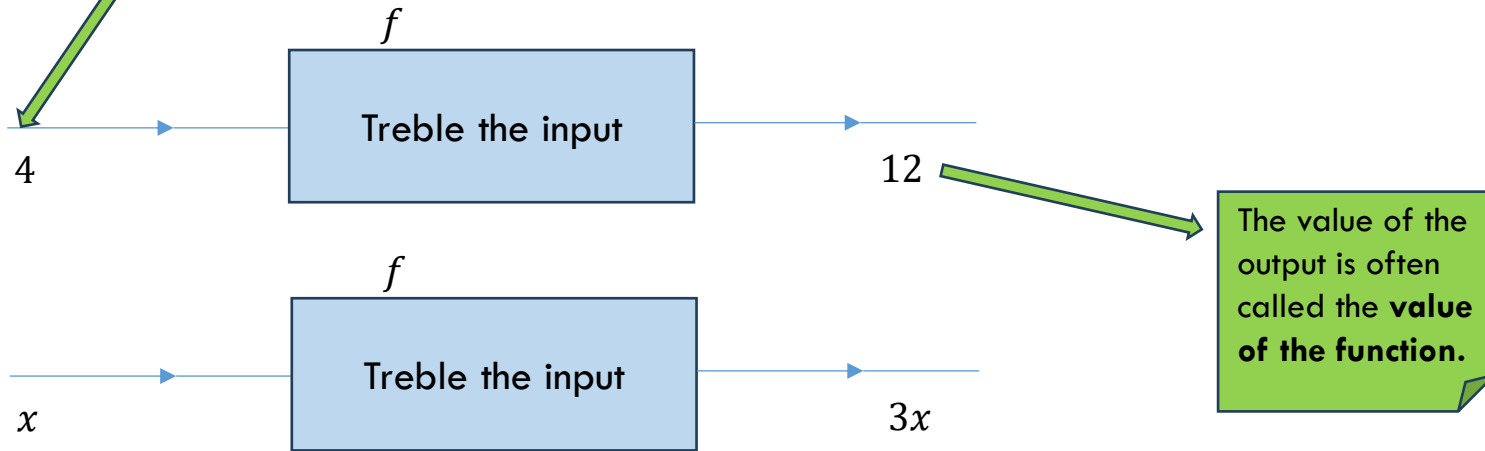 f
Treble the input
4
12
The value of the
output is often
called the value
of the function.
f
Treble the input
x
3x